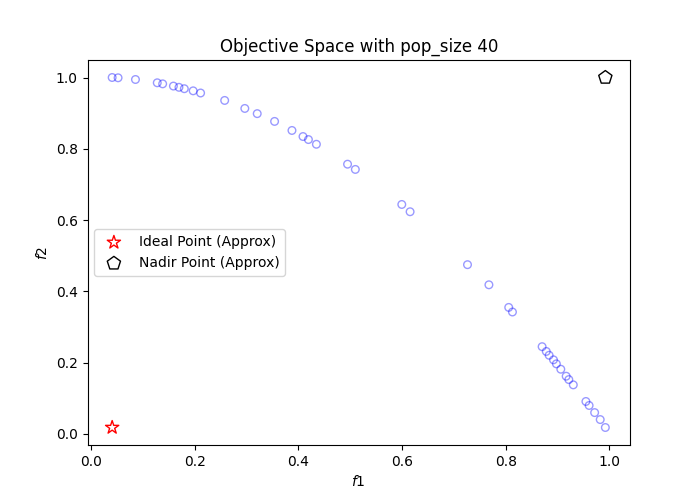 Objective Space with pop_size 40
1.0
0.8
0.6
0.4
0.2
0.0
f2
Ideal Point (Approx)
Nadir Point (Approx)
0.0 0.2 0.4 0.6 0.8 1.0
f1